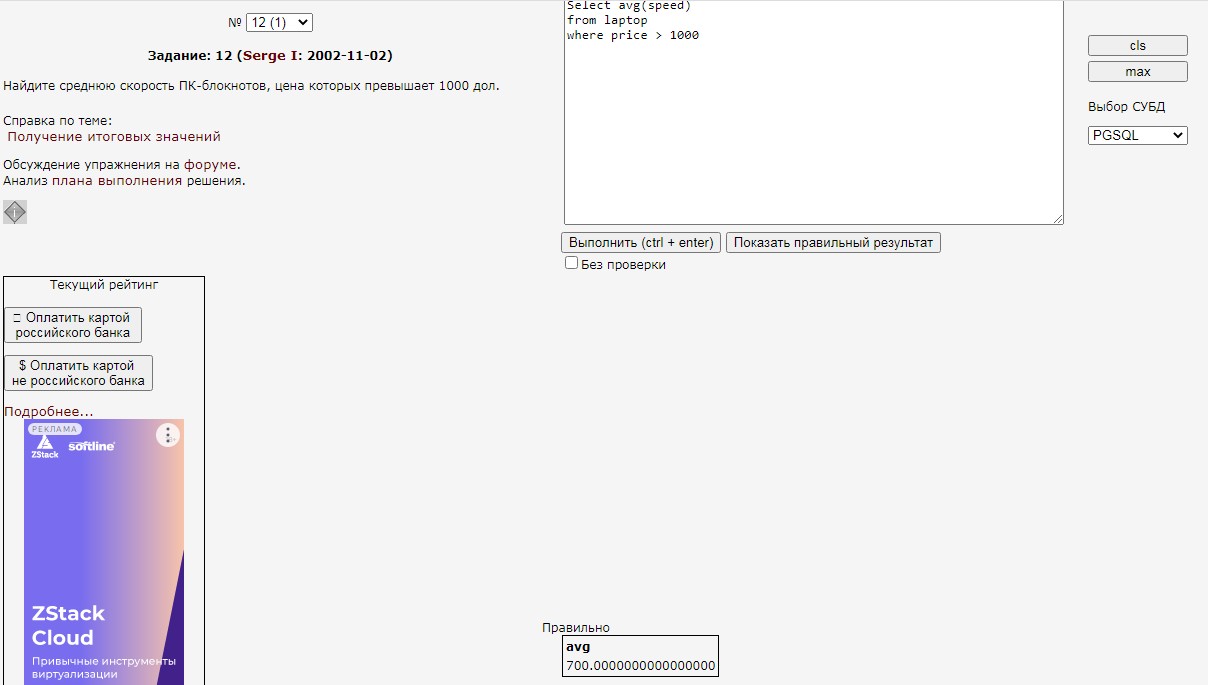 № 12 (1)
Задание: 12 (Serge I: 2002-11-02)
Найдите среднюю скорость ПК-блокнотов, цена которых превышает 1000 дол.
Справка по теме:
Получение итоговых значений
Обсуждение упражнения на форуме.
Анализ плана выполнения решения.
Select avg(speed)
from laptop
where price > 1000
cls
max
Выбор СУБД
PGSQL
Выполнить (ctrl + enter) Показать правильный результат
Без проверки
Текущий рейтинг
Оплатить картой
российского банка
$ Оплатить картой
не российского банка
Подробнее...
РЕКЛАМА
ZStack softline
ZStack
Cloud
Привычные инструменты
виртуализации
Правильно
avg
700.0000000000000000